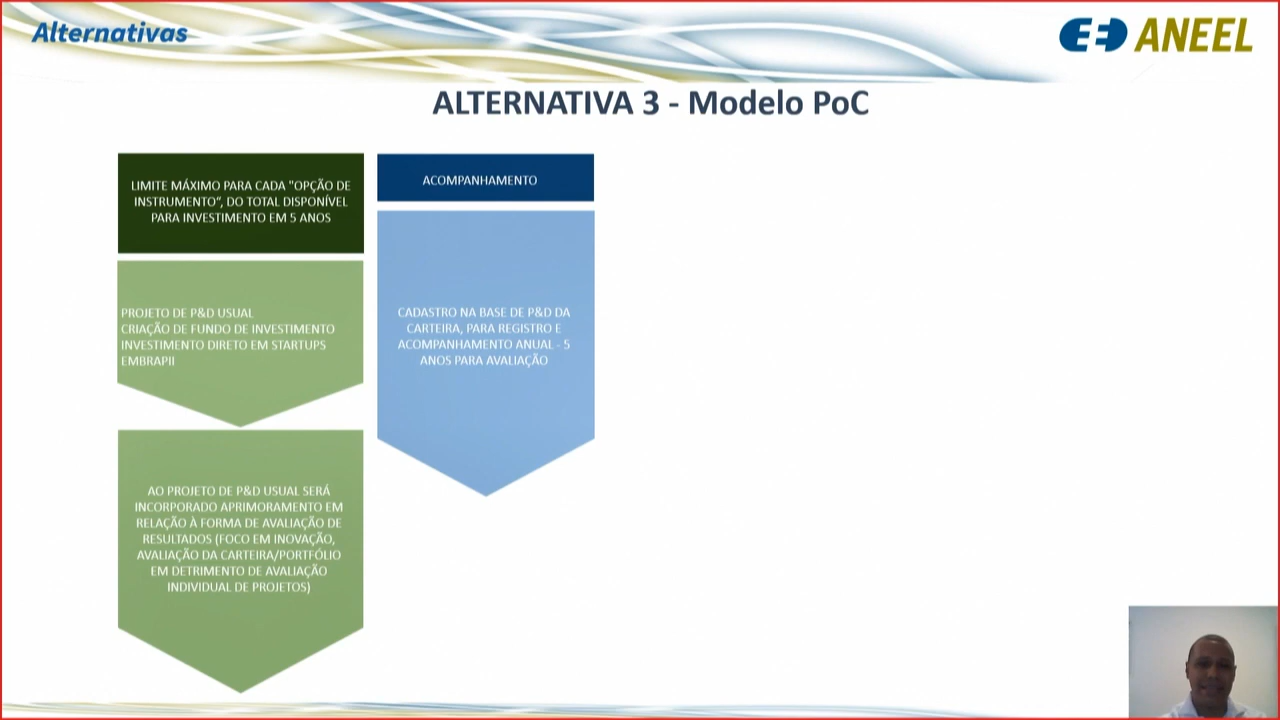 Alternativas
ANEEL
ALTERNATIVA 3 - Modelo PoC
LIMITE MÁXIMO PARA CADA "OPÇÃO DE
INSTRUMENTO”, DO TOTAL DISPONÍVEL
PARA INVESTIMENTO EM 5 ANOS
PROJETO DE P&D USUAL
CRIAÇÃO DE FUNDO DE INVESTIMENTO
INVESTIMENTO DIRETO EM STARTUPS
EMBRAPII
AO PROJETO DE P&D USUAL SERÁ
INCORPORADO APRIMORAMENTO EM
RELAÇÃO À FORMA DE AVALIAÇÃO DE
RESULTADOS (FOCO EM INOVAÇÃO,
AVALIAÇÃO DA CARTEIRA/PORTFÓLIO
EM DETRIMENTO DE AVALIAÇÃO
INDIVIDUAL DE PROJETOS)
ACOMPANHAMENTO
CADASTRO NA BASE DE P&D DA
CARTEIRA, PARA REGISTRO E
ACOMPANHAMENTO ANUAL - 5
ANOS PARA AVALIAÇÃO